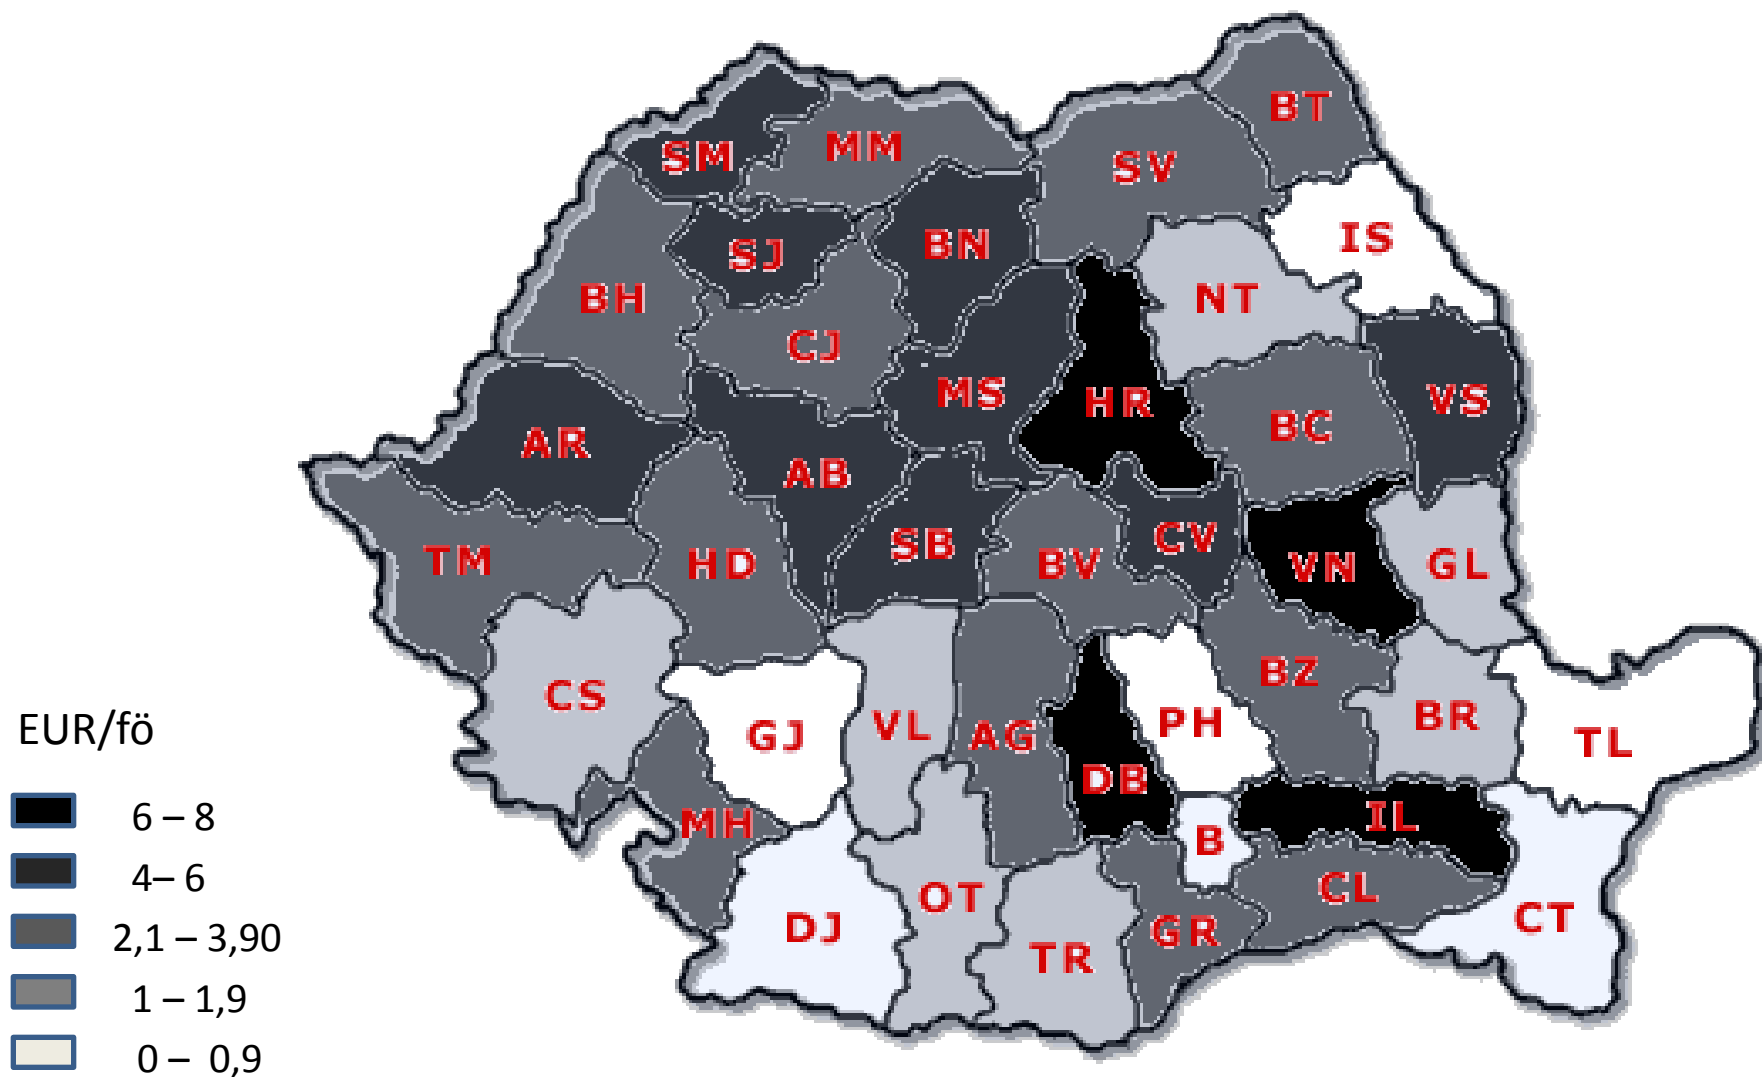 BT
SM
MM
SV
SJ
BN
IS
BH
NT
CJ
MS
HR
VS
BC
AR
AB
TM
HD
SB
BV
CV
VN
GL
CS
GJ
VL
AG
PH
BZ
BR
TL
DB
MH
B
IL
DJ
OT
TR
GR
CL
CT
EUR/fö
6 – 8
4– 6
2,1 – 3,90
1 – 1,9
0 – 0,9